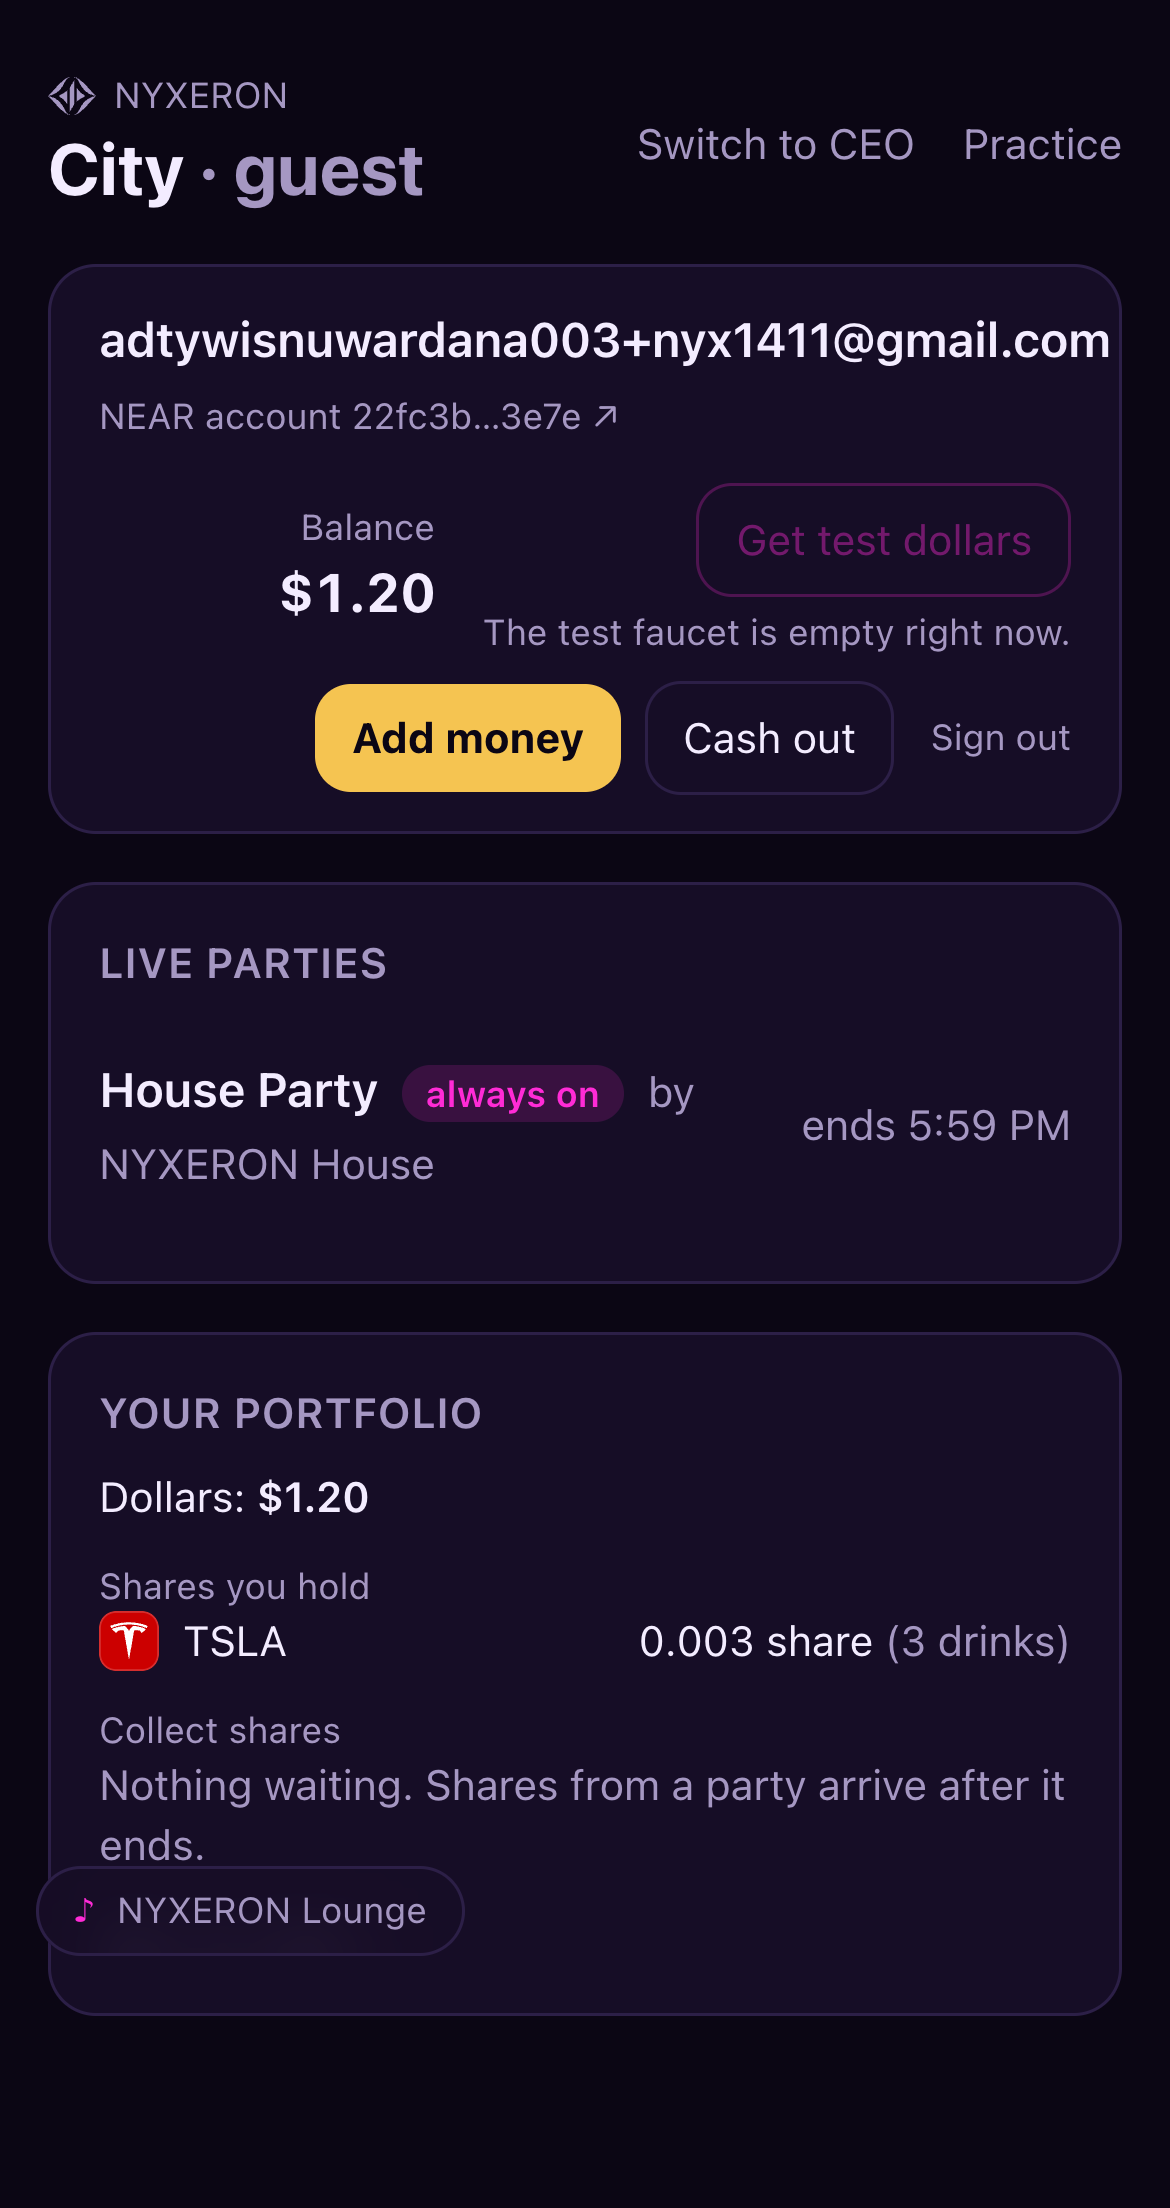 NYXERON
City · guest
Switch to CEO Practice
adtywisnuwardana003+nyx1411@gmail.com
NEAR account 22fc3b…3e7e ↗
Balance
$1.20
Get test dollars
The test faucet is empty right now.
Add money Cash out Sign out
LIVE PARTIES
House Party always on by
NYXERON House
ends 5:59 PM
YOUR PORTFOLIO
Dollars: $1.20
Shares you hold
TSLA 0.003 share (3 drinks)
Collect shares
Nothing waiting. Shares from a party arrive after it
ends.
♪ NYXERON Lounge